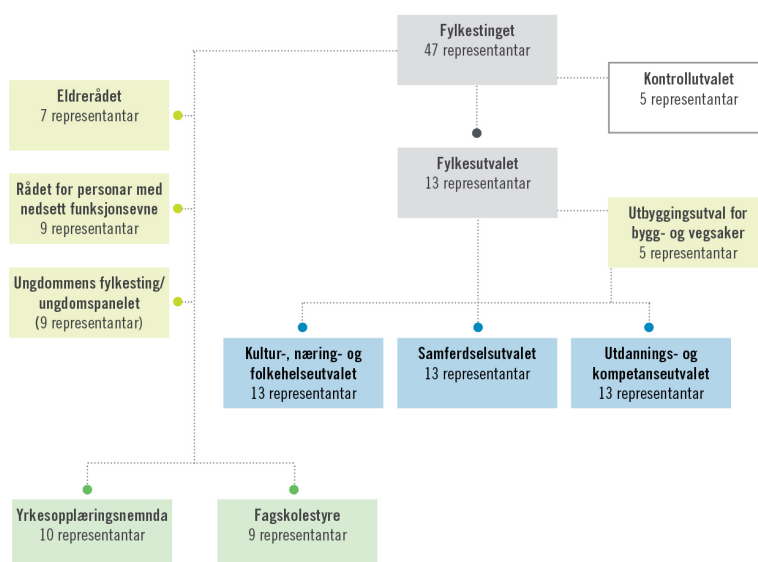 Fylkestinget
47 representantar
Kontrollutvalet
5 representantar
Eldrerådet
7 representantar
Fylkesutvalet
13 representantar
Rådet for personar med
nedsett funksjonsevne
9 representantar
Utbyggingsutval for
bygg- og vegsaker
5 representantar
Ungdommens fylkesting/
ungdomspanelet
(9 representantar)
Kultur-, næring- og
folkehelseutvalet
13 representantar
Samferdselsutvalet
13 representantar
Utdannings- og
kompetanseutvalet
13 representantar
Yrkesopplæringsnemnda
10 representantar
Fagskolestyre
9 representantar